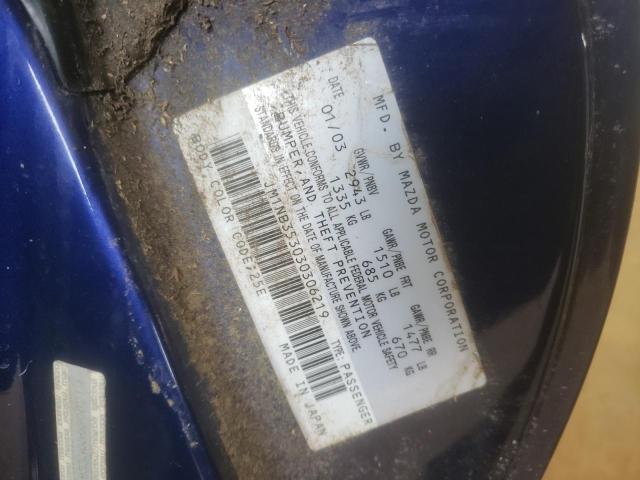 MFD. BY MAZDA MOTOR CORPORATION
DATE GVWR/PNBV GAWR/PNBE FRT GAWR/PNBE RR
01/03 2943 LB 1510 LB 1477 LB
1335 KG 685 KG 670 KG
THIS VEHICLE CONFORMS TO ALL APPLICABLE FEDERAL MOTOR VEHICLE SAFETY
BUMPER, AND THEFT PREVENTION
STANDARDS IN EFFECT ON THE DATE OF MANUFACTURE SHOWN ABOVE
JM1NB353030306219 TYPE: PASSENGER
BODY COLOR CODE: 25E MADE IN JAPAN